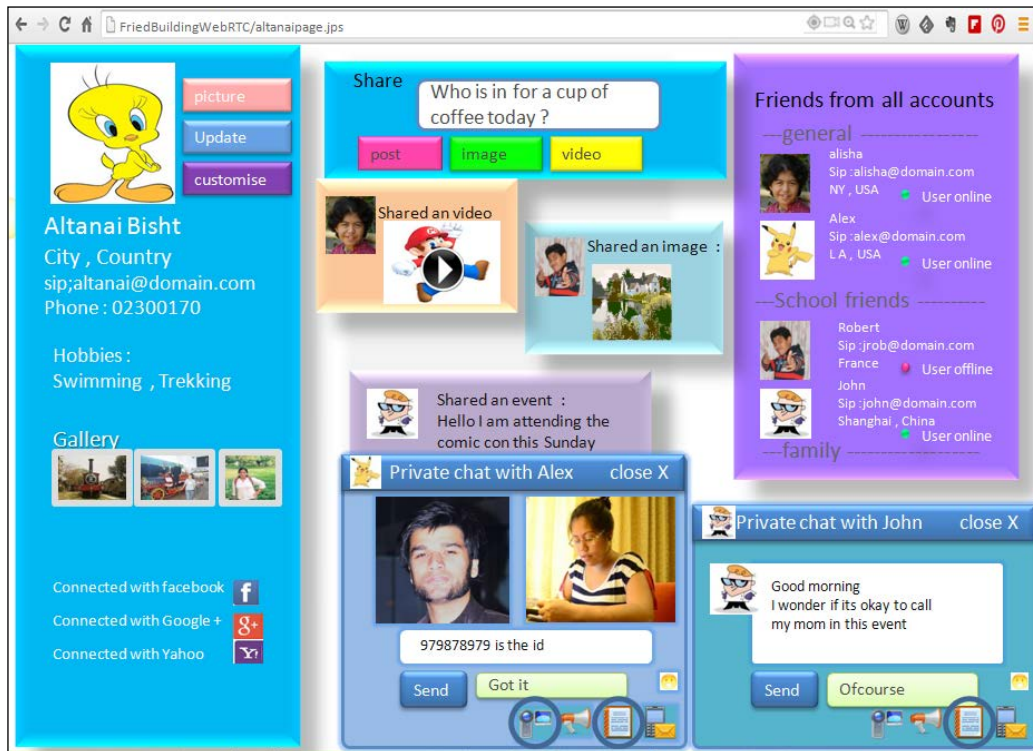 FriedBuildingWebRTC/altanaipage.jps
picture
Update
customise
Altanai Bisht
City , Country
sip;altanai@domain.com
Phone : 02300170
Hobbies :
Swimming , Trekking
Gallery
Connected with facebook
Connected with Google +
Connected with Yahoo
Share
Who is in for a cup of
coffee today ?
post
image
video
Shared an video
Shared an image :
Shared an event :
Hello I am attending the
comic con this Sunday
Friends from all accounts
---general -----------------
alisha
Sip :alisha@domain.com
NY , USA
User online
Alex
Sip :alex@domain.com
L A , USA
User online
---School friends ----------
Robert
Sip :jrob@domain.com
France
User offline
John
Sip :john@domain.com
Shanghai , China
User online
---family -------------------
Private chat with Alex close X
979878979 is the id
Send
Got it
Private chat with John close X
Good morning
I wonder if its okay to call
my mom in this event
Send
Ofcourse